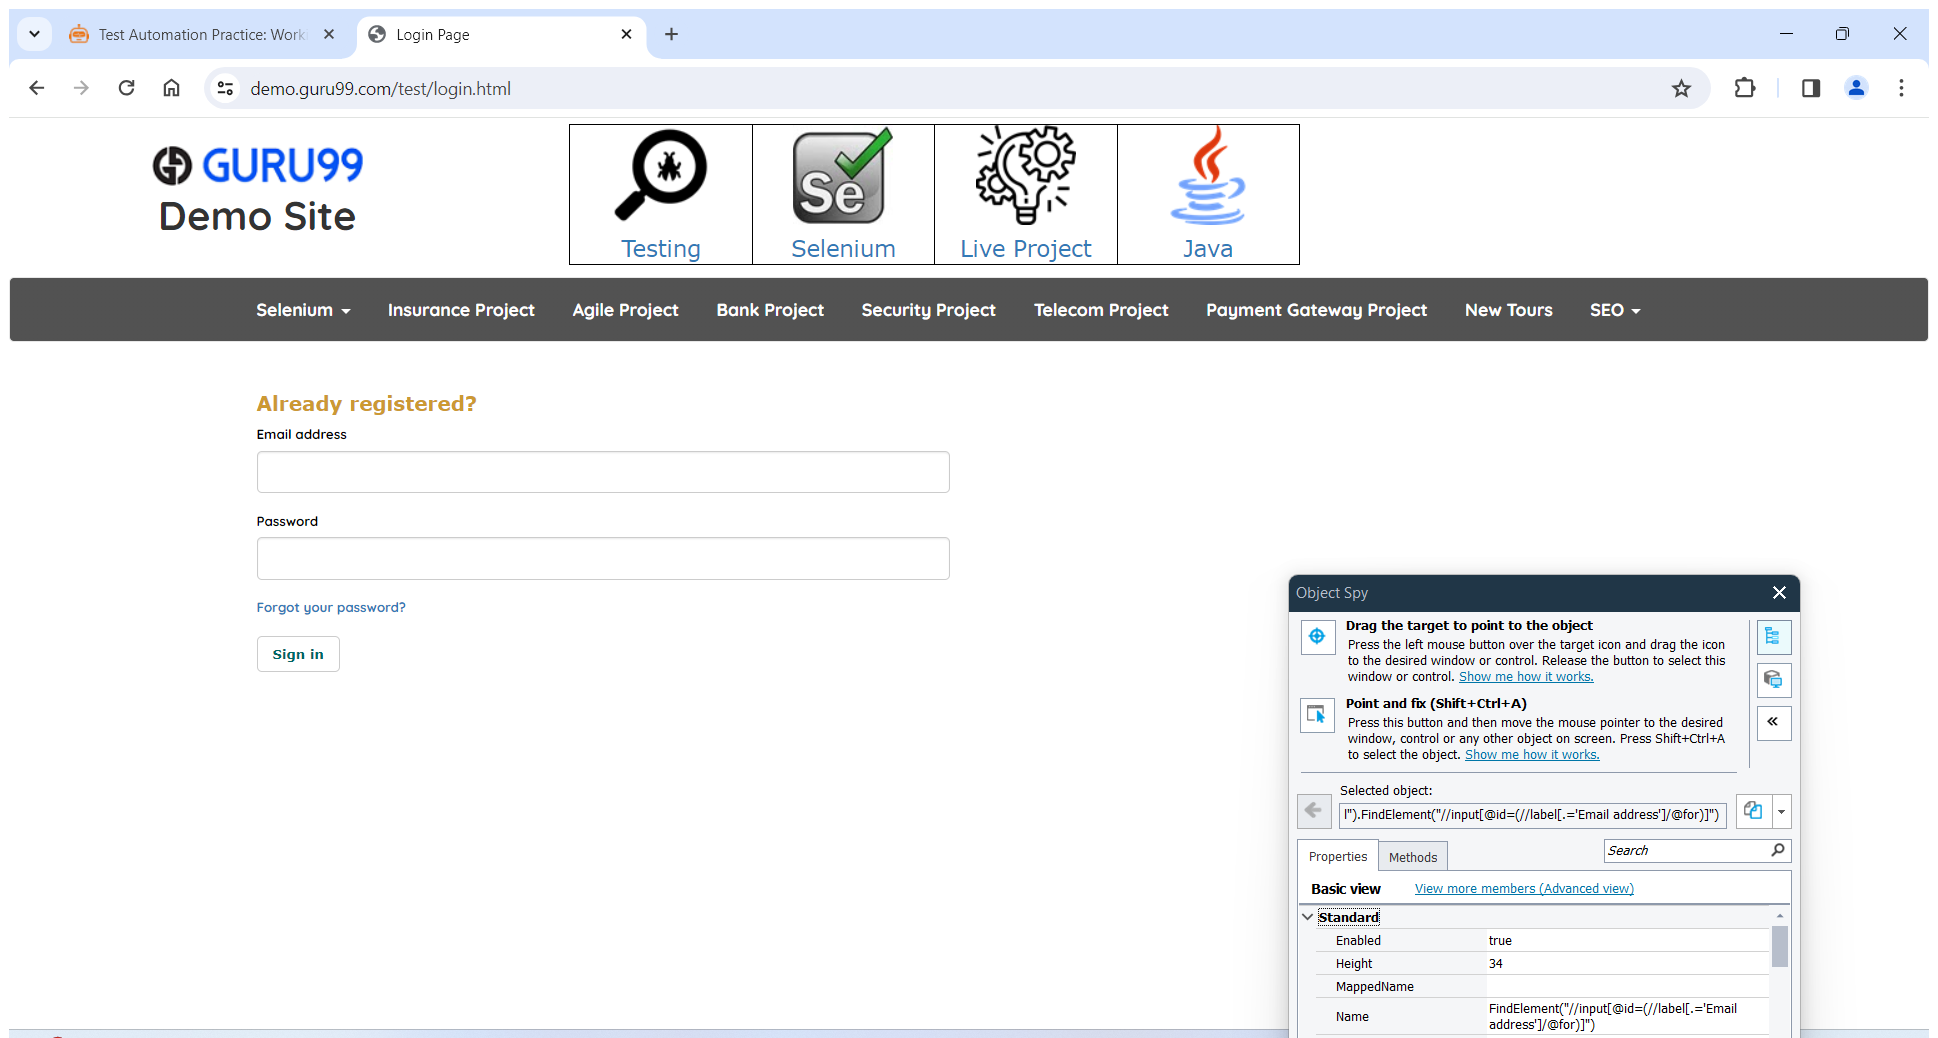 Test Automation Practice: Work
Login Page
demo.guru99.com/test/login.html
GURU99
Demo Site
Se
Testing
Selenium
Live Project
Java
Selenium
Insurance Project
Agile Project
Bank Project
Security Project
Telecom Project
Payment Gateway Project
New Tours
SEO
Already registered?
Email address
Password
Forgot your password?
Sign in
Object Spy
Drag the target to point to the object
Press the left mouse button over the target icon and drag the icon
to the desired window or control. Release the button to select this
window or control. Show me how it works.
Point and fix (Shift+Ctrl+A)
Press this button and then move the mouse pointer to the desired
window, control or any other object on screen. Press Shift+Ctrl+A
to select the object. Show me how it works.
Selected object:
l").FindElement("//input[@id=(//label[.='Email address']/@for)]")
Properties
Methods
Search
Basic view
View more members (Advanced view)
Standard
Enabled true
Height 34
MappedName
Name FindElement("//input[@id=(//label[.='Email
address']/@for)]")